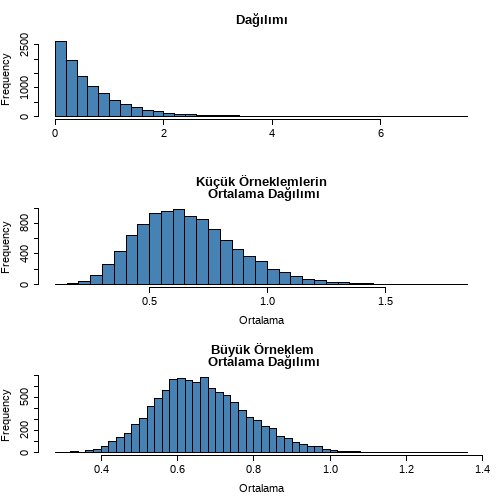 Dağılımı
Frequency
0 1000 2500
0 2 4 6
Küçük Örneklemlerin
Ortalama Dağılımı
Frequency
0 400 800
0.5 1.0 1.5
Ortalama
Büyük Örneklem
Ortalama Dağılımı
Frequency
0 200 500
0.4 0.6 0.8 1.0 1.2 1.4
Ortalama